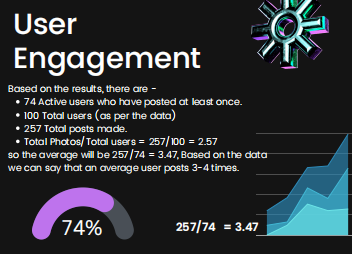 User
Engagement
Based on the results, there are -
• 74 Active users who have posted at least once.
• 100 Total users (as per the data)
• 257 Total posts made.
• Total Photos/Total users = 257/100 = 2.57
so the average will be 257/74 = 3.47, Based on the data
we can say that an average user posts 3-4 times.
74%
257/74 = 3.47